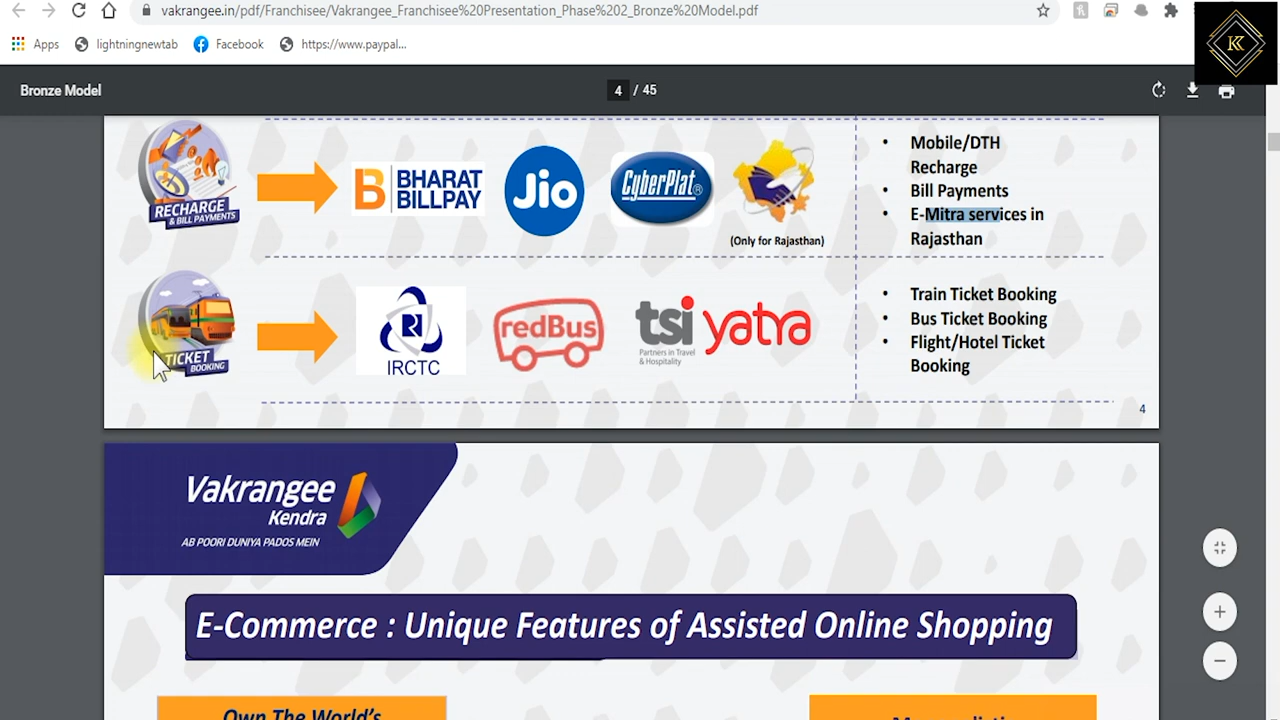 vakrangee.in/pdf/Franchisee/Vakrangee_Franchisee%20Presentation_Phase%202_Bronze%20Model.pdf
Apps
lightningnewtab
Facebook
https://www.paypal...
Bronze Model
4 / 45
RECHARGE
& BILL PAYMENTS
BHARAT
BILLPAY
Jio
CyberPlat®
(Only for Rajasthan)
• Mobile/DTH
Recharge
• Bill Payments
• E-Mitra services in
Rajasthan
TICKET
BOOKING
IRCTC
redBus
tsi
Partners in Travel
& Hospitality
yatra
• Train Ticket Booking
• Bus Ticket Booking
• Flight/Hotel Ticket
Booking
4
Vakrangee
Kendra
AB POORI DUNIYA PADOS MEIN
E-Commerce : Unique Features of Assisted Online Shopping
Own The World's